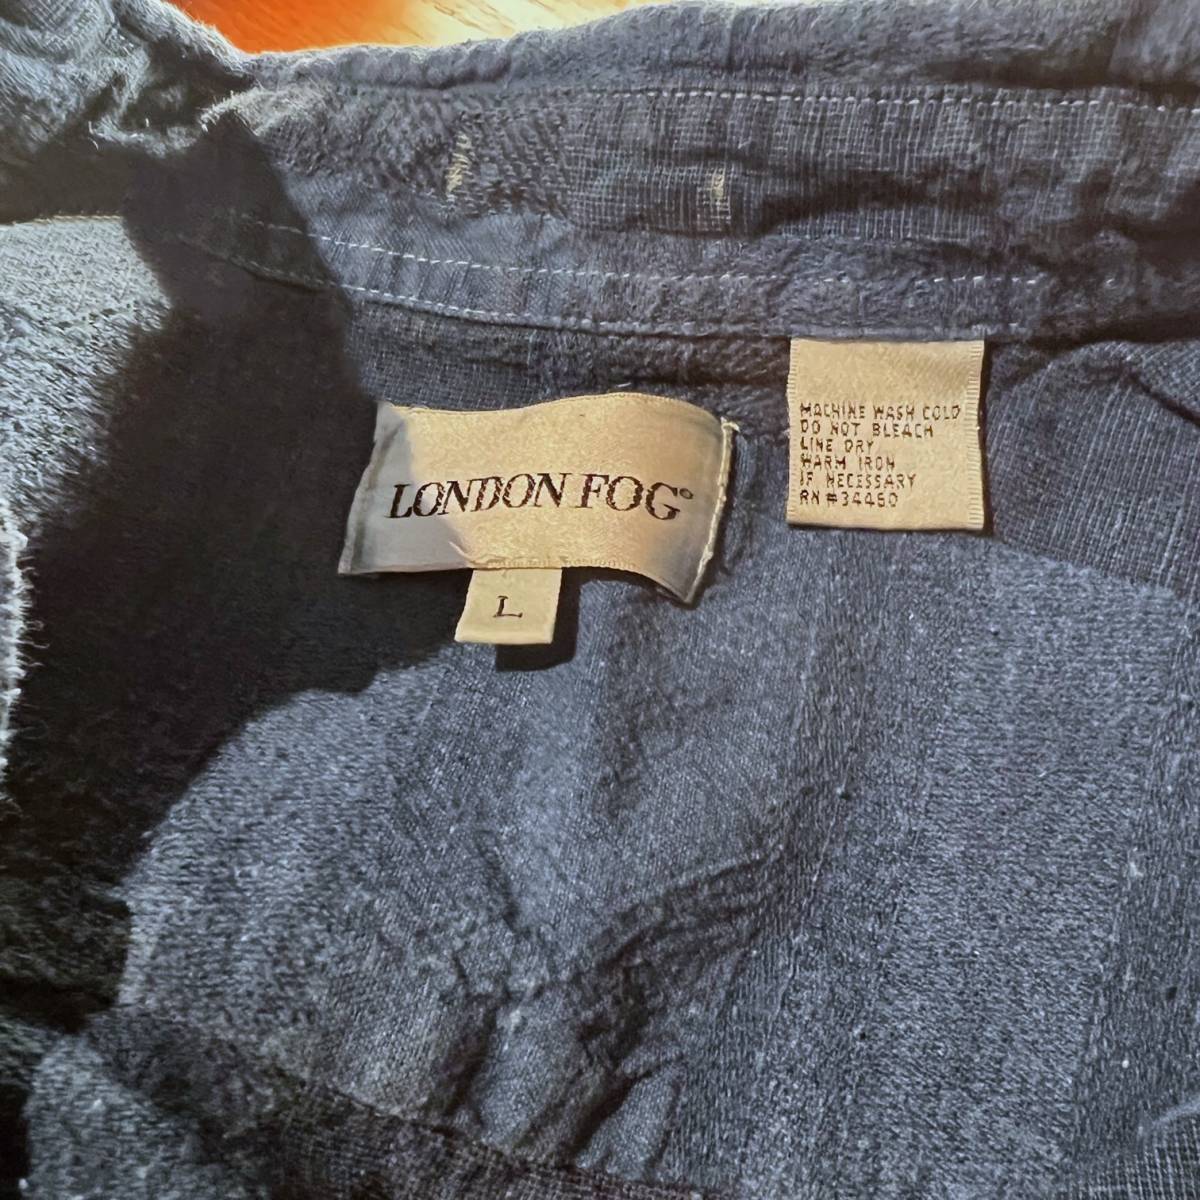 LONDON FOG®
L
MACHINE WASH COLD
DO NOT BLEACH
LINE DRY
WARM IRON
IF NECESSARY
RN #34460